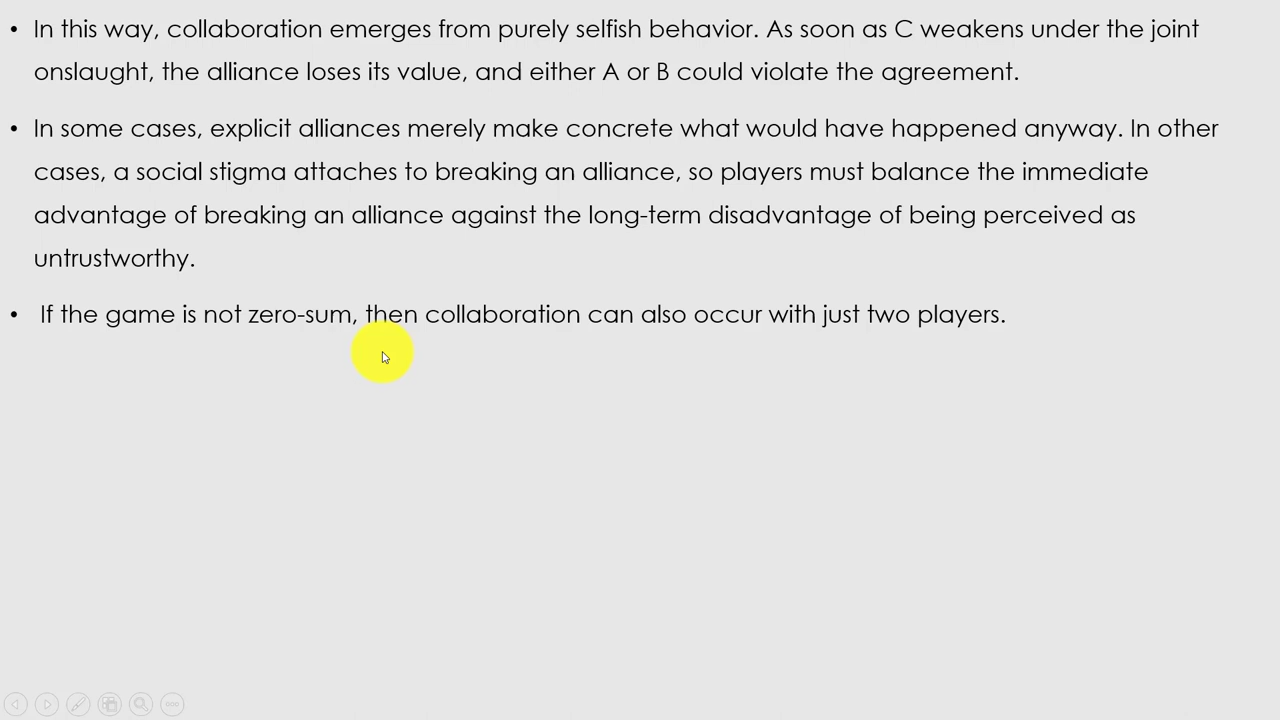 • In this way, collaboration emerges from purely selfish behavior. As soon as C weakens under the joint
onslaught, the alliance loses its value, and either A or B could violate the agreement.
• In some cases, explicit alliances merely make concrete what would have happened anyway. In other
cases, a social stigma attaches to breaking an alliance, so players must balance the immediate
advantage of breaking an alliance against the long-term disadvantage of being perceived as
untrustworthy.
• If the game is not zero-sum, then collaboration can also occur with just two players.